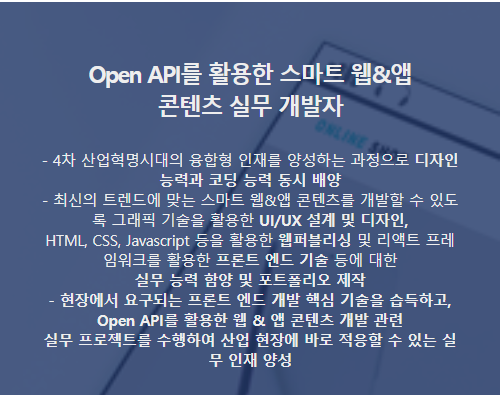 Open API를 활용한 스마트 웹&앱
콘텐츠 실무 개발자
- 4차 산업혁명시대의 융합형 인재를 양성하는 과정으로 디자인
능력과 코딩 능력 동시 배양
- 최신의 트렌드에 맞는 스마트 웹&앱 콘텐츠를 개발할 수 있도
록 그래픽 기술을 활용한 UI/UX 설계 및 디자인,
HTML, CSS, Javascript 등을 활용한 웹퍼블리싱 및 리액트 프레
임워크를 활용한 프론트 엔드 기술 등에 대한
실무 능력 함양 및 포트폴리오 제작
- 현장에서 요구되는 프론트 엔드 개발 핵심 기술을 습득하고,
Open API를 활용한 웹 & 앱 콘텐츠 개발 관련
실무 프로젝트를 수행하여 산업 현장에 바로 적응할 수 있는 실
무 인재 양성
ONLINE